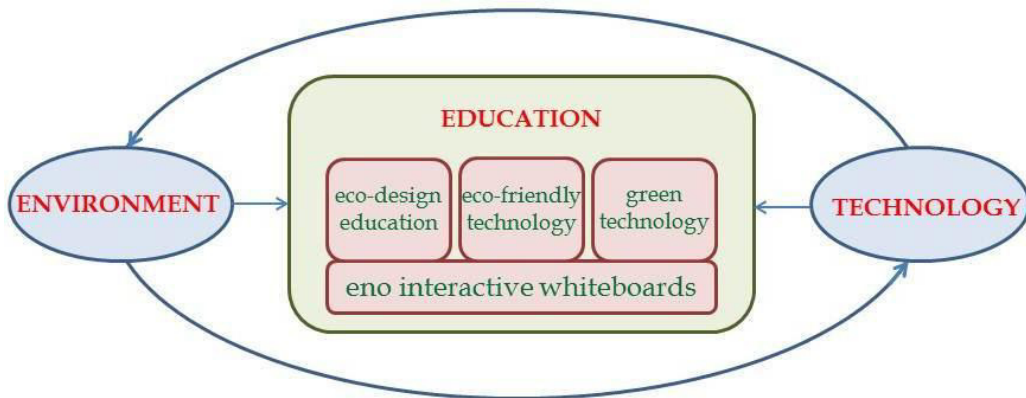 EDUCATION
ENVIRONMENT
eco-design
education
eco-friendly
technology
green
technology
TECHNOLOGY
eno interactive whiteboards